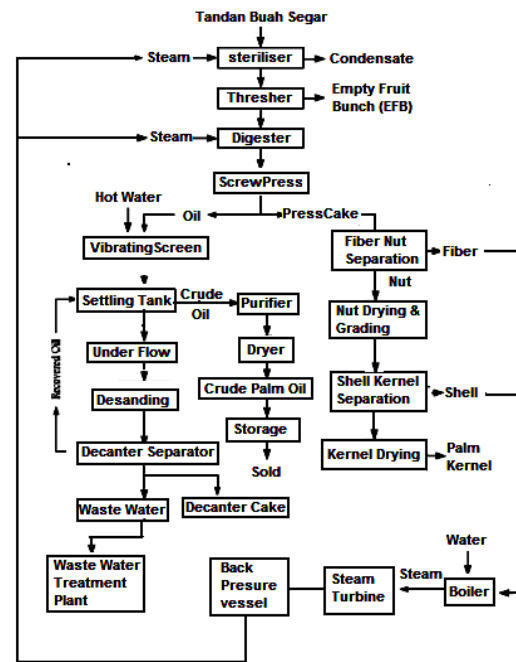 Tandan Buah Segar
Steam
steriliser
Condensate
Thresher
Empty Fruit
Bunch (EFB)
Steam
Digester
ScrewPress
Hot Water
Oil
PressCake
VibratingScreen
Fiber Nut
Separation
Fiber
Nut
Settling Tank
Crude
Oil
Purifier
Nut Drying &
Grading
Recovered Oil
Under Flow
Dryer
Desanding
Crude Palm Oil
Shell Kernel
Separation
Shell
Storage
Decanter Separator
Sold
Kernel Drying
Palm
Kernel
Waste Water
Decanter Cake
Waste Water
Treatment
Plant
Back
Presure
vessel
Steam
Turbine
Steam
Water
Boiler